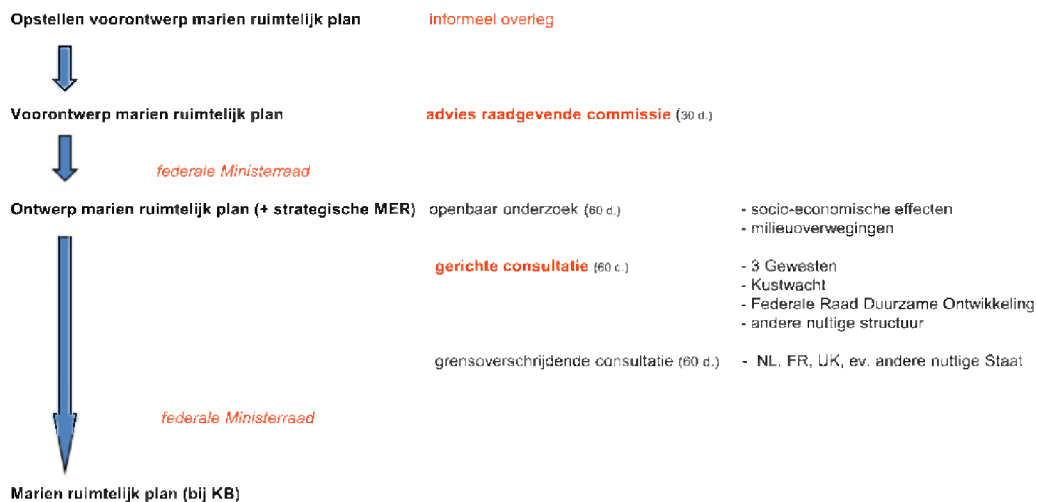 Opstellen voorontwerp marien ruimtelijk plan informeel overleg
Voorontwerp marien ruimtelijk plan advies raadgevende commissie (30 d.)
federale Ministerraad
Ontwerp marien ruimtelijk plan (+ strategische MER) openbaar onderzoek (60 d.) - socio-economische effecten
- milieuoverwegingen
gerichte consultatie (60 d.) - 3 Gewesten
- Kustwacht
- Federale Raad Duurzame Ontwikkeling
- andere nuttige structuur
grensoverschrijdende consultatie (60 d.) - NL, FR, UK, ev. andere nuttige Staat
federale Ministerraad
Marien ruimtelijk plan (bij KB)